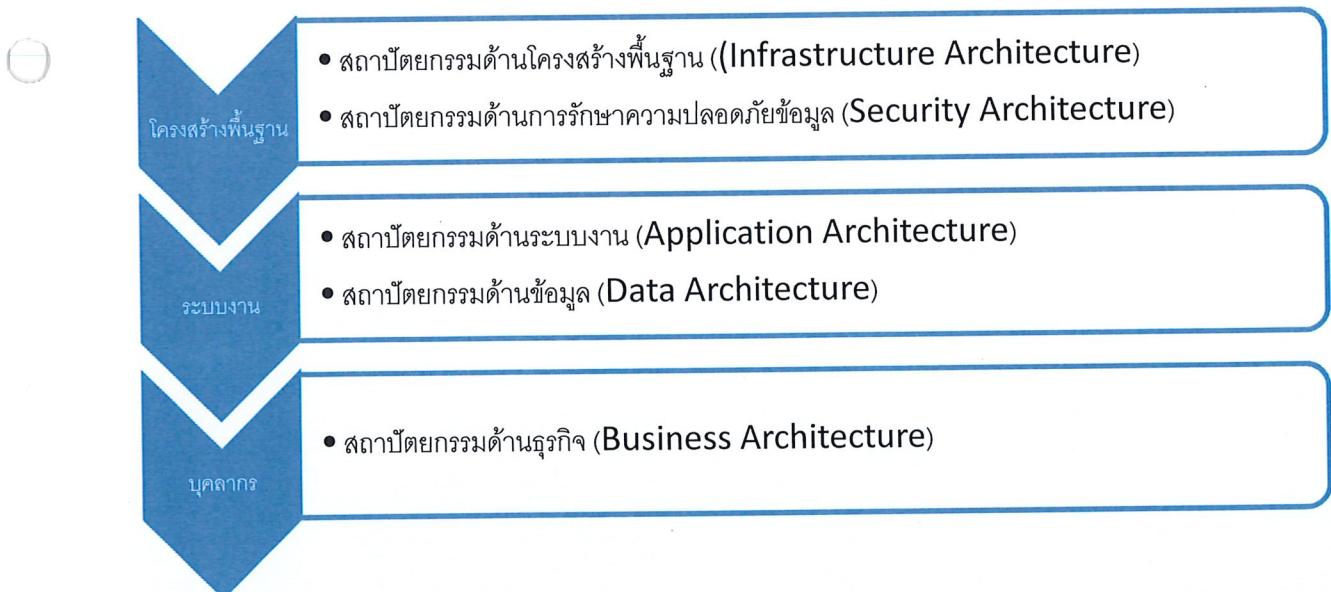 • สถาปัตยกรรมด้านโครงสร้างพื้นฐาน ((Infrastructure Architecture)
• สถาปัตยกรรมด้านการรักษาความปลอดภัยข้อมูล (Security Architecture)
โครงสร้างพื้นฐาน
• สถาปัตยกรรมด้านระบบงาน (Application Architecture)
• สถาปัตยกรรมด้านข้อมูล (Data Architecture)
ระบบงาน
• สถาปัตยกรรมด้านธุรกิจ (Business Architecture)
บุคลากร